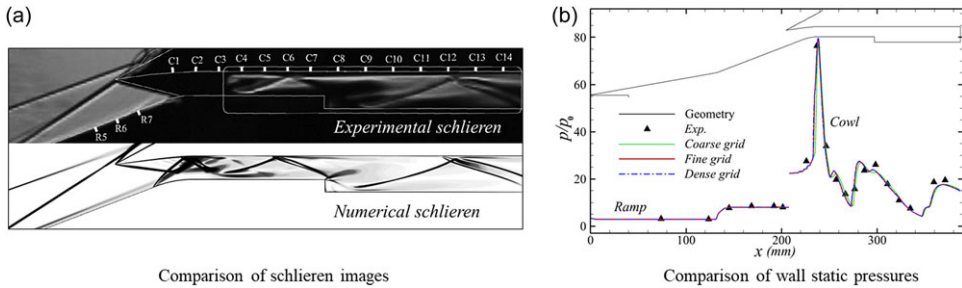 (a)
C1 C2 C3 C4 C5 C6 C7 C8 C9 C10 C11 C12 C13 C14
R5 R6 R7
Experimental schlieren
Numerical schlieren
Comparison of schlieren images
(b)
80
60
40
20
0
p/p₀
Geometry
Exp.
Coarse grid
Fine grid
Dense grid
Cowl
Ramp
0 100 200 300
x (mm)
Comparison of wall static pressures